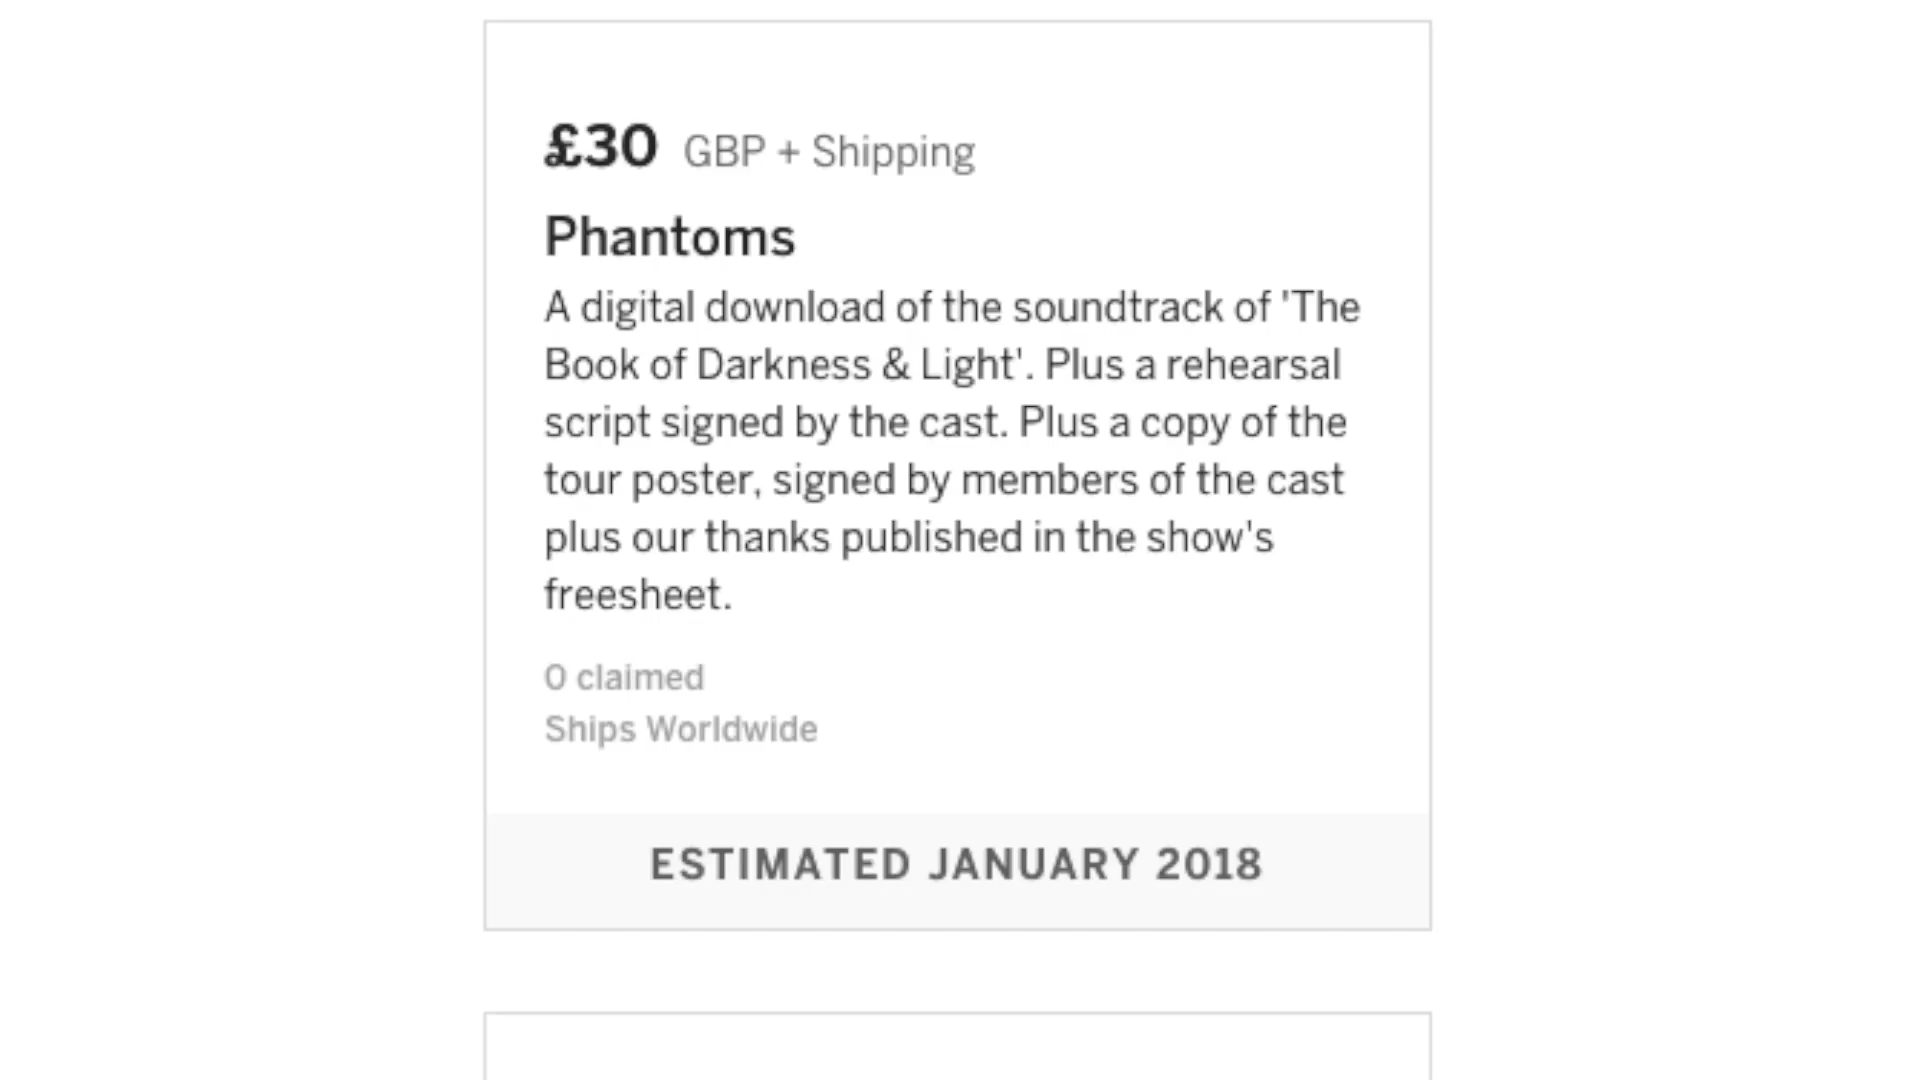 £30 GBP + Shipping
Phantoms
A digital download of the soundtrack of 'The
Book of Darkness & Light'. Plus a rehearsal
script signed by the cast. Plus a copy of the
tour poster, signed by members of the cast
plus our thanks published in the show's
freesheet.
0 claimed
Ships Worldwide
ESTIMATED JANUARY 2018